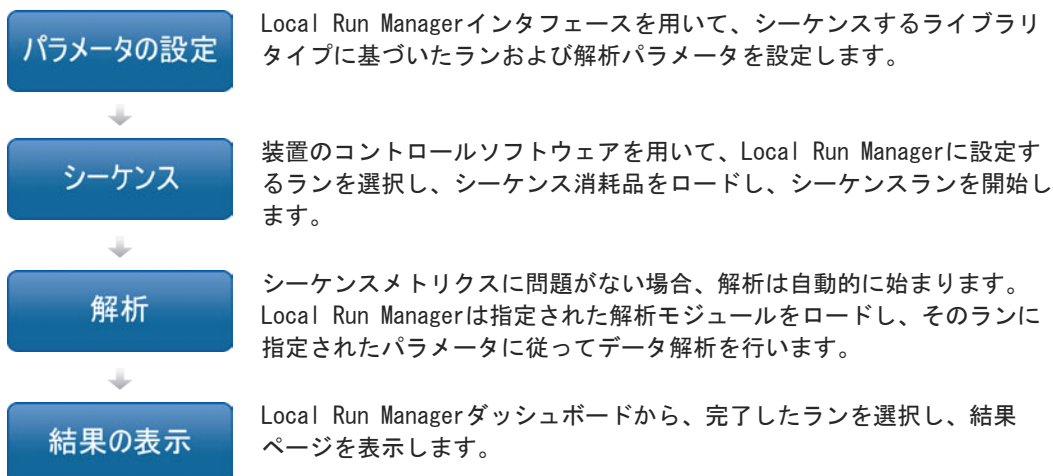 パラメータの設定
Local Run Managerインタフェースを用いて、シーケンスするライブラリ
タイプに基づいたランおよび解析パラメータを設定します。
シーケンス
装置のコントロールソフトウェアを用いて、Local Run Managerに設定す
るランを選択し、シーケンス消耗品をロードし、シーケンスランを開始し
ます。
解析
シーケンスメトリクスに問題がない場合、解析は自動的に始まります。
Local Run Managerは指定された解析モジュールをロードし、そのランに
指定されたパラメータに従ってデータ解析を行います。
結果の表示
Local Run Managerダッシュボードから、完了したランを選択し、結果
ページを表示します。